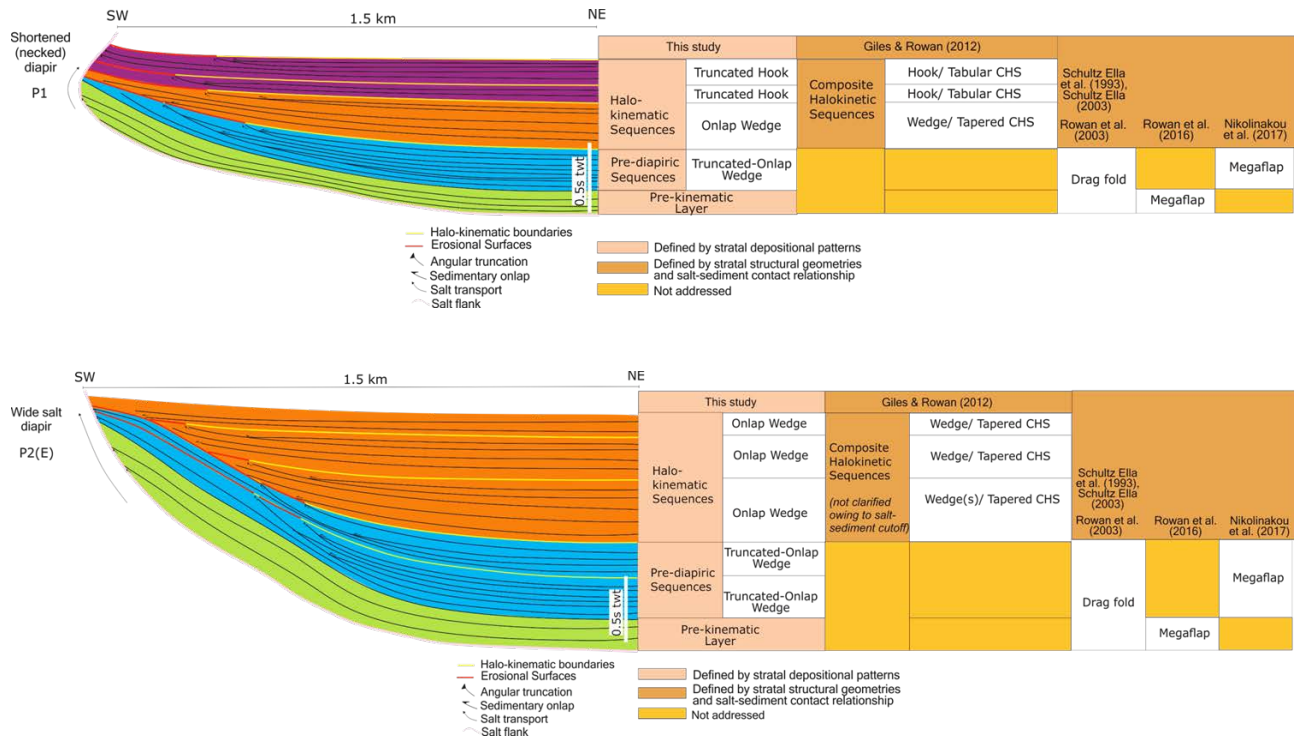 SW
1.5 km
NE
Shortened
(necked)
diapir
P1
0.5s twt
This study
Giles & Rowan (2012)
Halo-
kinematic
Sequences
Truncated Hook
Truncated Hook
Onlap Wedge
Composite
Halokinetic
Sequences
Hook/ Tabular CHS
Hook/ Tabular CHS
Wedge/ Tapered CHS
Schultz Ella
et al. (1993),
Schultz Ella
(2003)
Rowan et al.
(2003)
Rowan et al.
(2016)
Nikolinakou
et al. (2017)
Pre-diapiric
Sequences
Truncated-Onlap
Wedge
Drag fold
Megaflap
Pre-kinematic
Layer
Megaflap
Halo-kinematic boundaries
Erosional Surfaces
Angular truncation
Sedimentary onlap
Salt transport
Salt flank
Defined by stratal depositional patterns
Defined by stratal structural geometries
and salt-sediment contact relationship
Not addressed
SW
1.5 km
NE
Wide salt
diapir
P2(E)
0.5s twt
This study
Giles & Rowan (2012)
Halo-
kinematic
Sequences
Onlap Wedge
Onlap Wedge
Onlap Wedge
Composite
Halokinetic
Sequences
(not clarified
owing to salt-
sediment cutoff)
Wedge/ Tapered CHS
Wedge/ Tapered CHS
Wedge(s)/ Tapered CHS
Schultz Ella
et al. (1993),
Schultz Ella
(2003)
Rowan et al.
(2003)
Rowan et al.
(2016)
Nikolinakou
et al. (2017)
Pre-diapiric
Sequences
Truncated-Onlap
Wedge
Truncated-Onlap
Wedge
Drag fold
Megaflap
Pre-kinematic
Layer
Megaflap
Halo-kinematic boundaries
Erosional Surfaces
Angular truncation
Sedimentary onlap
Salt transport
Salt flank
Defined by stratal depositional patterns
Defined by stratal structural geometries
and salt-sediment contact relationship
Not addressed